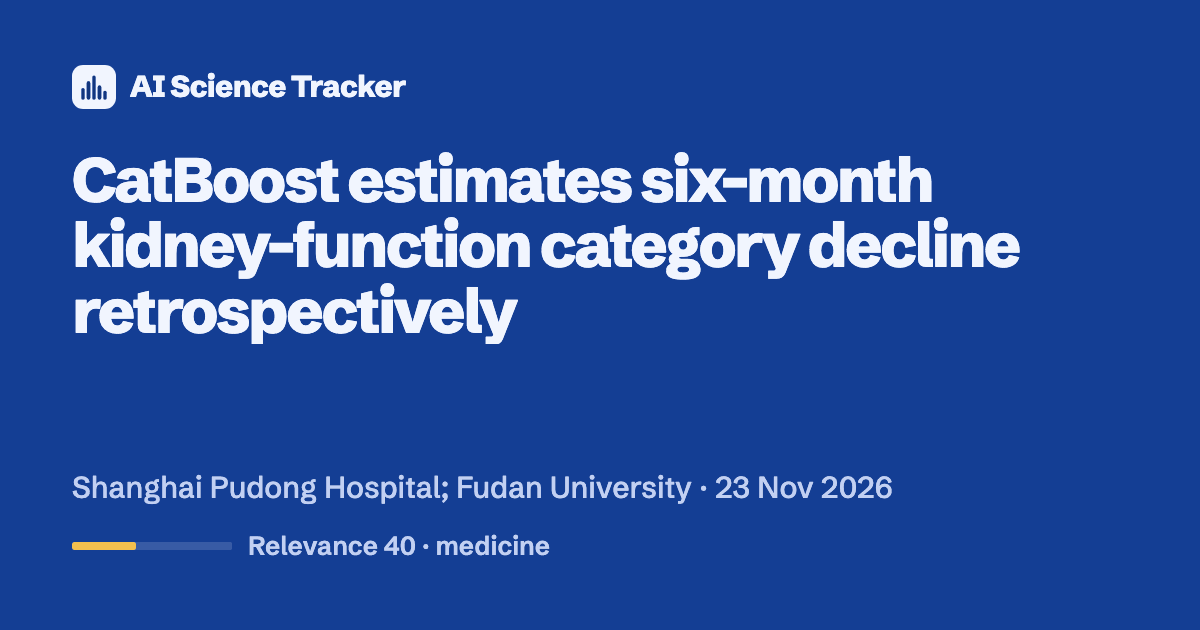 AI Science Tracker
CatBoost estimates six-month
kidney-function category decline
retrospectively
Shanghai Pudong Hospital; Fudan University · 23 Nov 2026
Relevance 40 · medicine